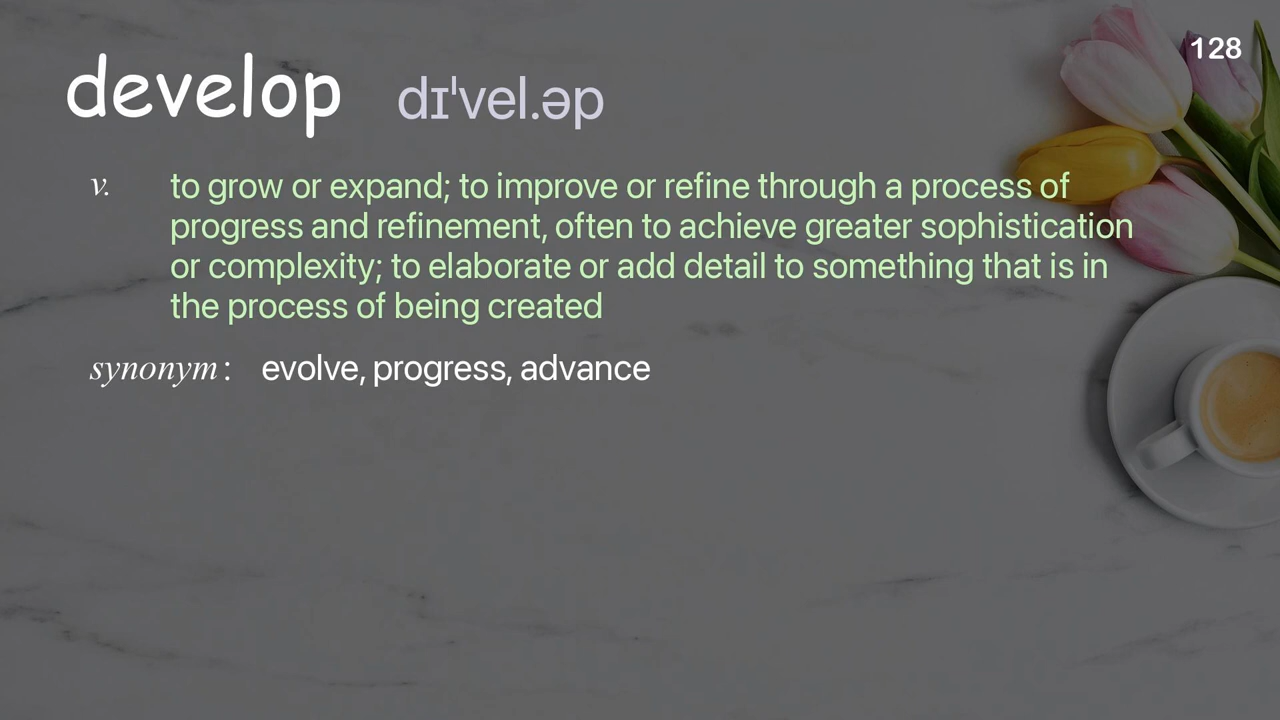 128
develop dɪˈvel.əp
v. to grow or expand; to improve or refine through a process of
progress and refinement, often to achieve greater sophistication
or complexity; to elaborate or add detail to something that is in
the process of being created
synonym: evolve, progress, advance